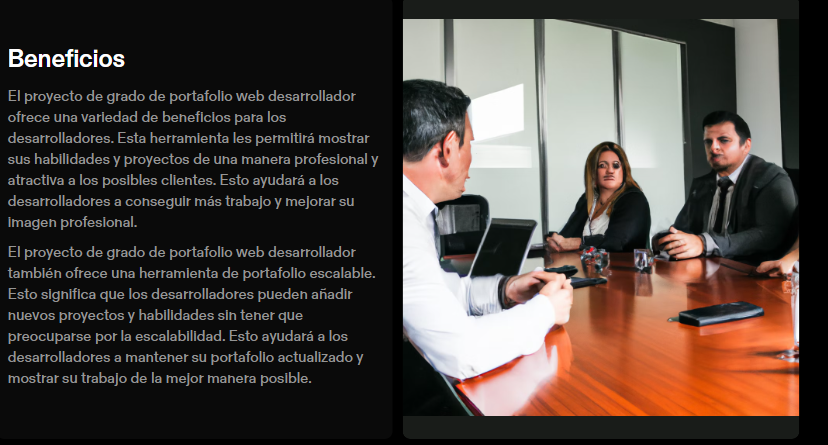 Beneficios
El proyecto de grado de portafolio web desarrollador
ofrece una variedad de beneficios para los
desarrolladores. Esta herramienta les permitirá mostrar
sus habilidades y proyectos de una manera profesional y
atractiva a los posibles clientes. Esto ayudará a los
desarrolladores a conseguir más trabajo y mejorar su
imagen profesional.
El proyecto de grado de portafolio web desarrollador
también ofrece una herramienta de portafolio escalable.
Esto significa que los desarrolladores pueden añadir
nuevos proyectos y habilidades sin tener que
preocuparse por la escalabilidad. Esto ayudará a los
desarrolladores a mantener su portafolio actualizado y
mostrar su trabajo de la mejor manera posible.